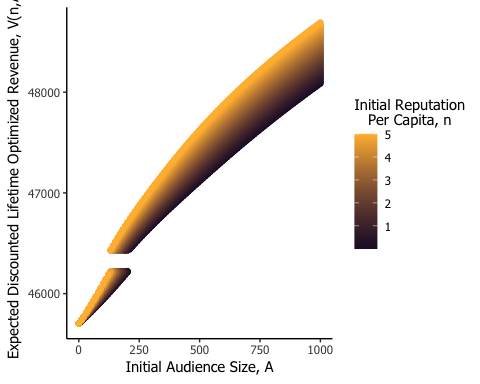 Expected Discounted Lifetime Optimized Revenue, V(n,
48000
47000
46000
0 250 500 750 1000
Initial Audience Size, A
Initial Reputation
Per Capita, n
5
4
3
2
1